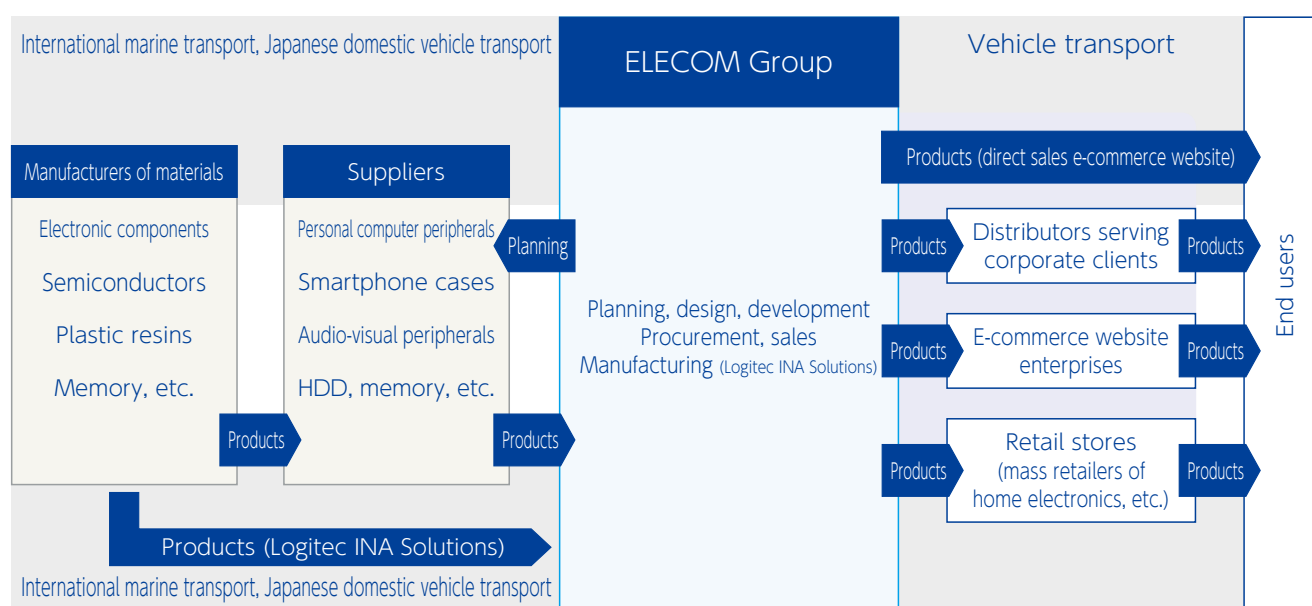 International marine transport, Japanese domestic vehicle transport
ELECOM Group
Vehicle transport
Manufacturers of materials
Electronic components
Semiconductors
Plastic resins
Memory, etc.
Products
Suppliers
Personal computer peripherals
Smartphone cases
Audio-visual peripherals
HDD, memory, etc.
Planning
Products
Products (Logitec INA Solutions)
International marine transport, Japanese domestic vehicle transport
Planning, design, development
Procurement, sales
Manufacturing (Logitec INA Solutions)
Products (direct sales e-commerce website)
Products
Distributors serving
corporate clients
Products
Products
E-commerce website
enterprises
Products
Products
Retail stores
(mass retailers of
home electronics, etc.)
Products
End users